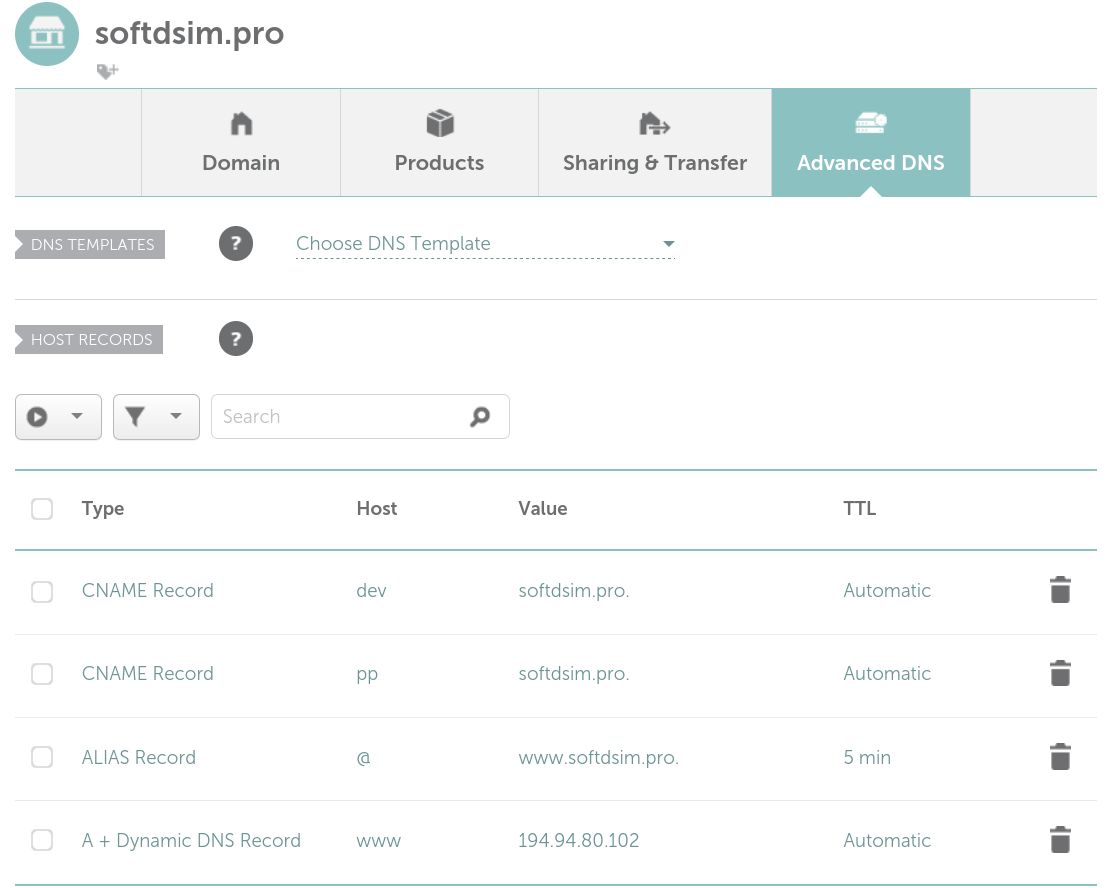 softdsim.pro
Domain
Products
Sharing & Transfer
Advanced DNS
DNS TEMPLATES
?
Choose DNS Template
HOST RECORDS
?
Search
Type Host Value TTL
CNAME Record dev softdsim.pro. Automatic
CNAME Record pp softdsim.pro. Automatic
ALIAS Record @ www.softdsim.pro. 5 min
A + Dynamic DNS Record www 194.94.80.102 Automatic